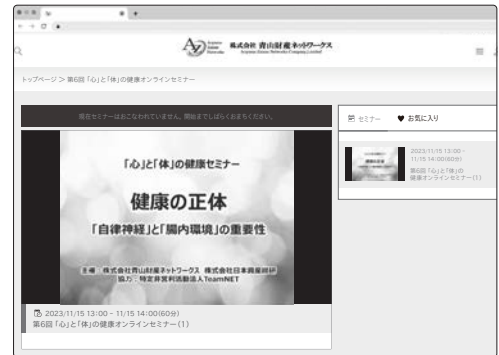 株式会社 青山財産ネットワークス
トップページ > 第6回「心」と「体」の健康オンラインセミナー
現在セミナーはおこなわれていません。開始までしばらくおまちください。
「心」と「体」の健康セミナー
健康の正体
「自律神経」と「腸内環境」の重要性
主催：株式会社青山財産ネットワークス 株式会社日本資産総研
協力：特定非営利活動法人TeamNET
2023/11/15 13:00 - 11/15 14:00(60分)
第6回「心」と「体」の健康オンラインセミナー(1)
セミナー
お気に入り
2023/11/15 13:00 -
11/15 14:00(60分)
第6回「心」と「体」の
健康オンラインセミナー(1)